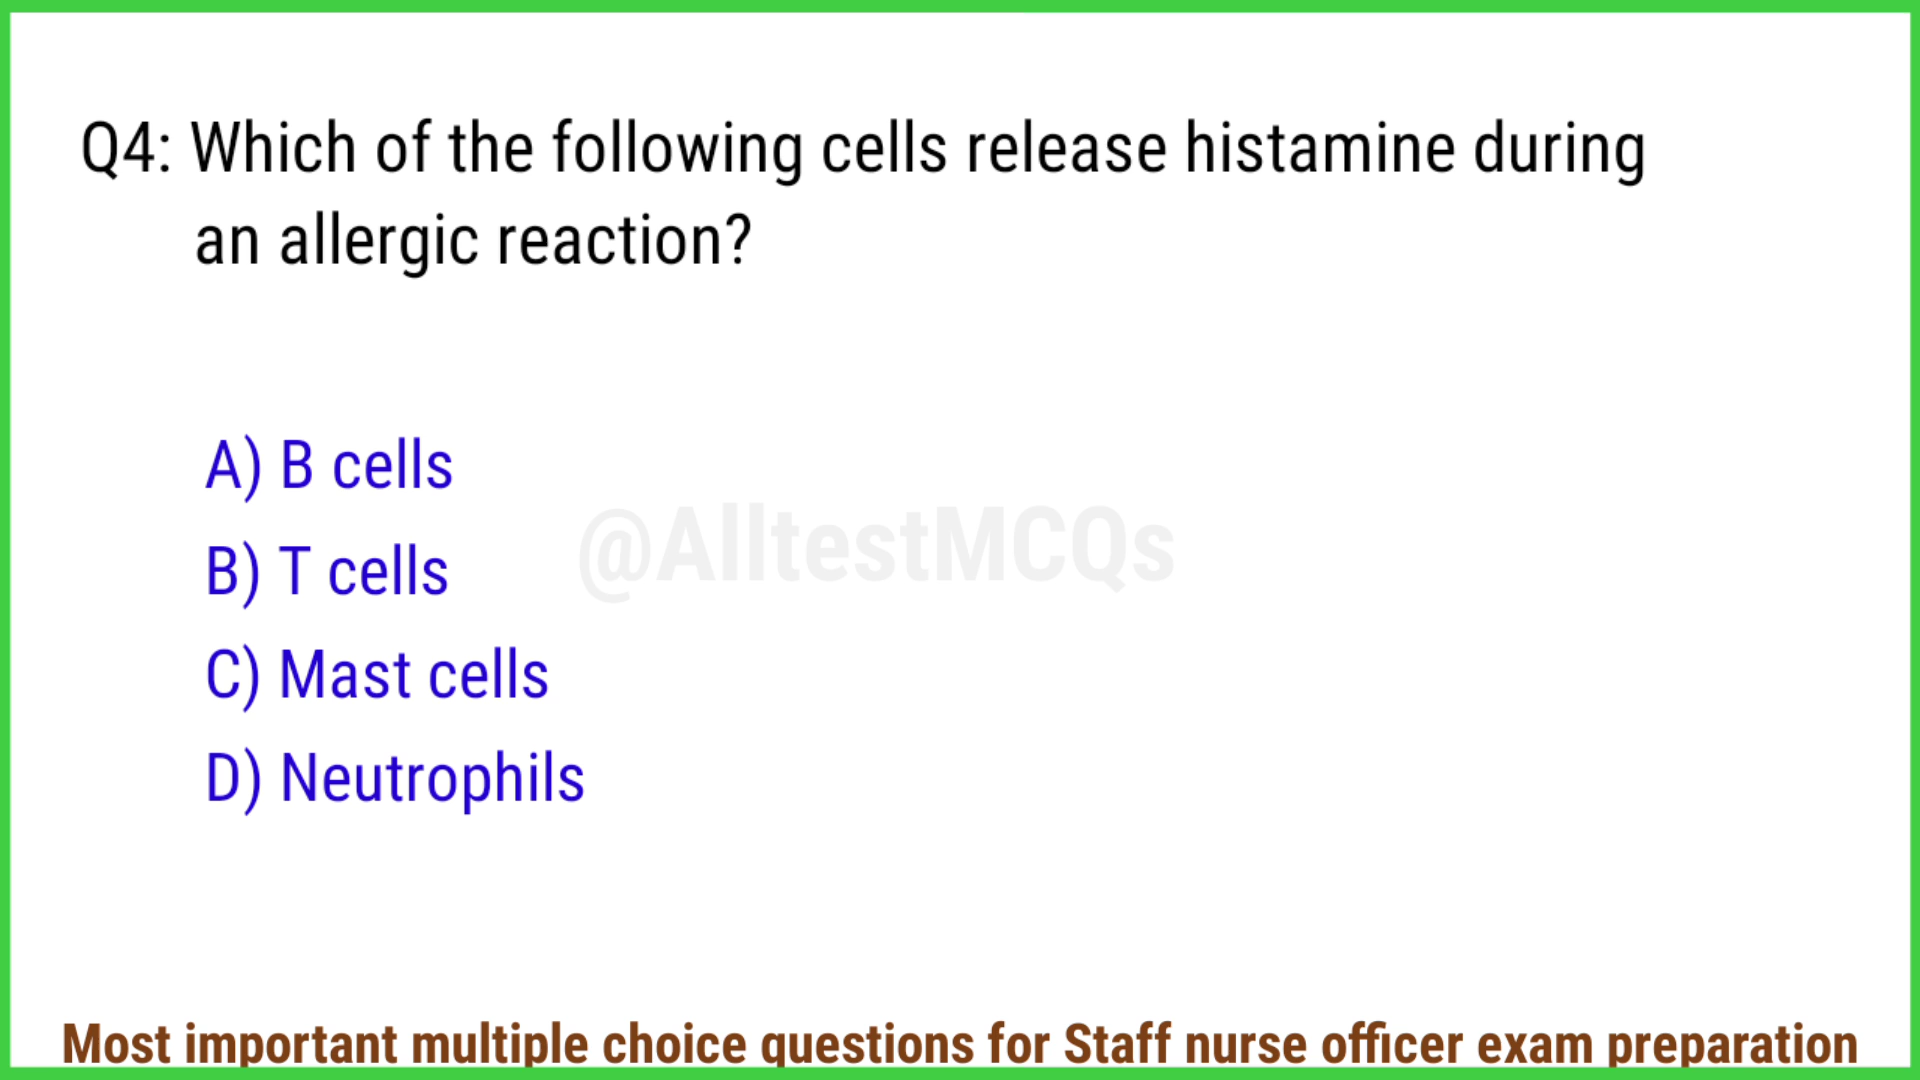 Q4: Which of the following cells release histamine during
an allergic reaction?
A) B cells
@AlltestMCQs
B) T cells
C) Mast cells
D) Neutrophils
Most important multiple choice questions for Staff nurse officer exam preparation